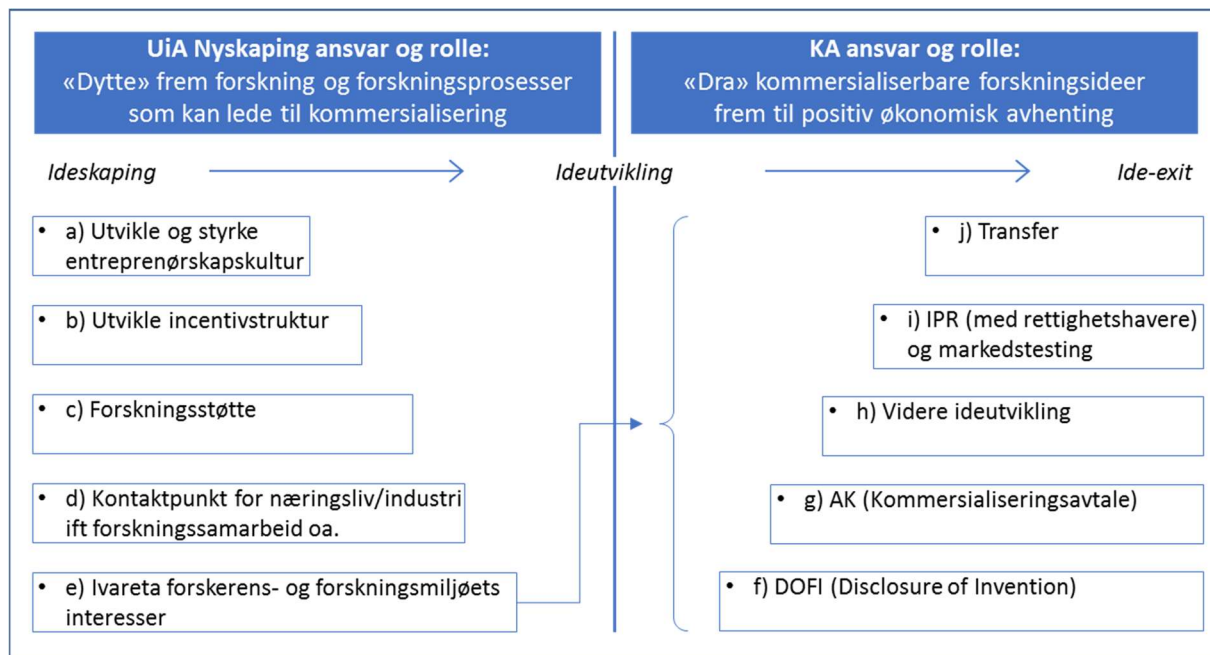 UiA Nyskaping ansvar og rolle:
«Dytte» frem forskning og forskningsprosesser
som kan lede til kommersialisering
KA ansvar og rolle:
«Dra» kommersialiserbare forskningsideer
frem til positiv økonomisk avhenting
Ideskaping
Ideutvikling
Ide-exit
• a) Utvikle og styrke
entreprenørskapskultur
• b) Utvikle incentivstruktur
• c) Forskningsstøtte
• d) Kontaktpunkt for næringsliv/industri
ift forskningssamarbeid oa.
• e) Ivareta forskerens- og forskningsmiljøets
interesser
• j) Transfer
• i) IPR (med rettighetshavere)
og markedstesting
• h) Videre ideutvikling
• g) AK (Kommersialiseringsavtale)
• f) DOFI (Disclosure of Invention)